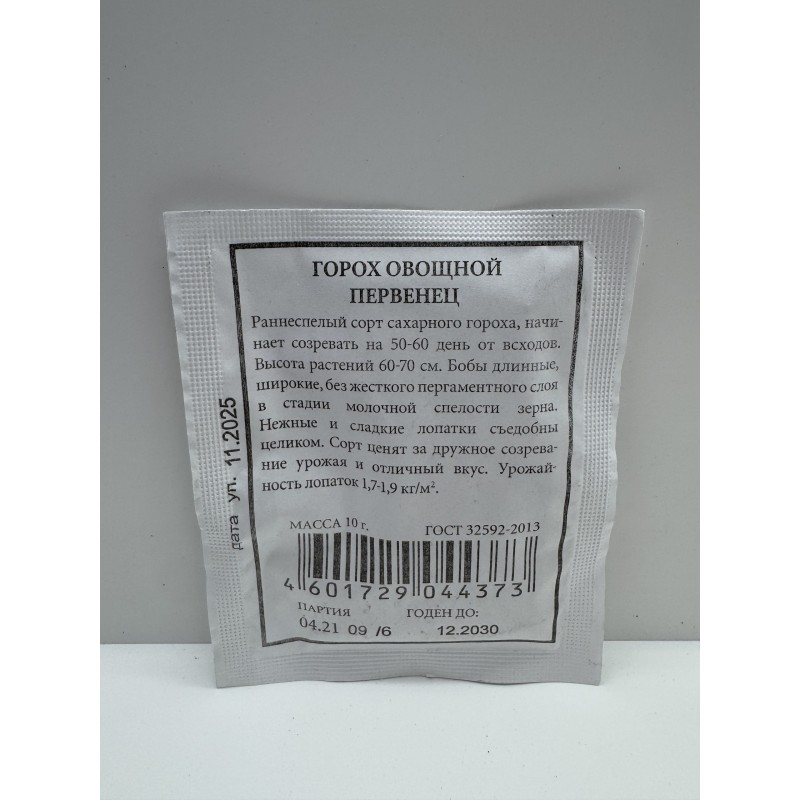 ГОРОХ ОВОЩНОЙ
ПЕРВЕНЕЦ
Раннеспелый сорт сахарного гороха, начи-
нает созревать на 50-60 день от всходов.
Высота растений 60-70 см. Бобы длинные,
широкие, без жесткого пергаментного слоя
в стадии молочной спелости зерна.
Нежные и сладкие лопатки съедобны
целиком. Сорт ценят за дружное созрева-
ние урожая и отличный вкус. Урожай-
ность лопаток 1,7-1,9 кг/м².
МАССА 10 г. ГОСТ 32592-2013
4 601729 044373
ПАРТИЯ ГОДЕН ДО:
04.21 09 /6 12.2030
дата уп. 11.2025